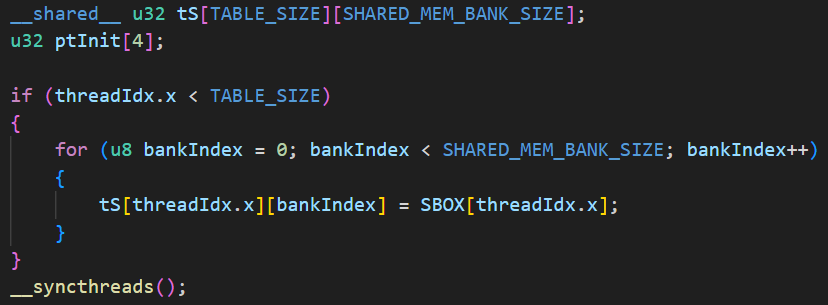 __shared__ u32 tS[TABLE_SIZE][SHARED_MEM_BANK_SIZE];
u32 ptInit[4];
if (threadIdx.x < TABLE_SIZE)
{
for (u8 bankIndex = 0; bankIndex < SHARED_MEM_BANK_SIZE; bankIndex++)
{
tS[threadIdx.x][bankIndex] = SBOX[threadIdx.x];
}
}
__syncthreads();